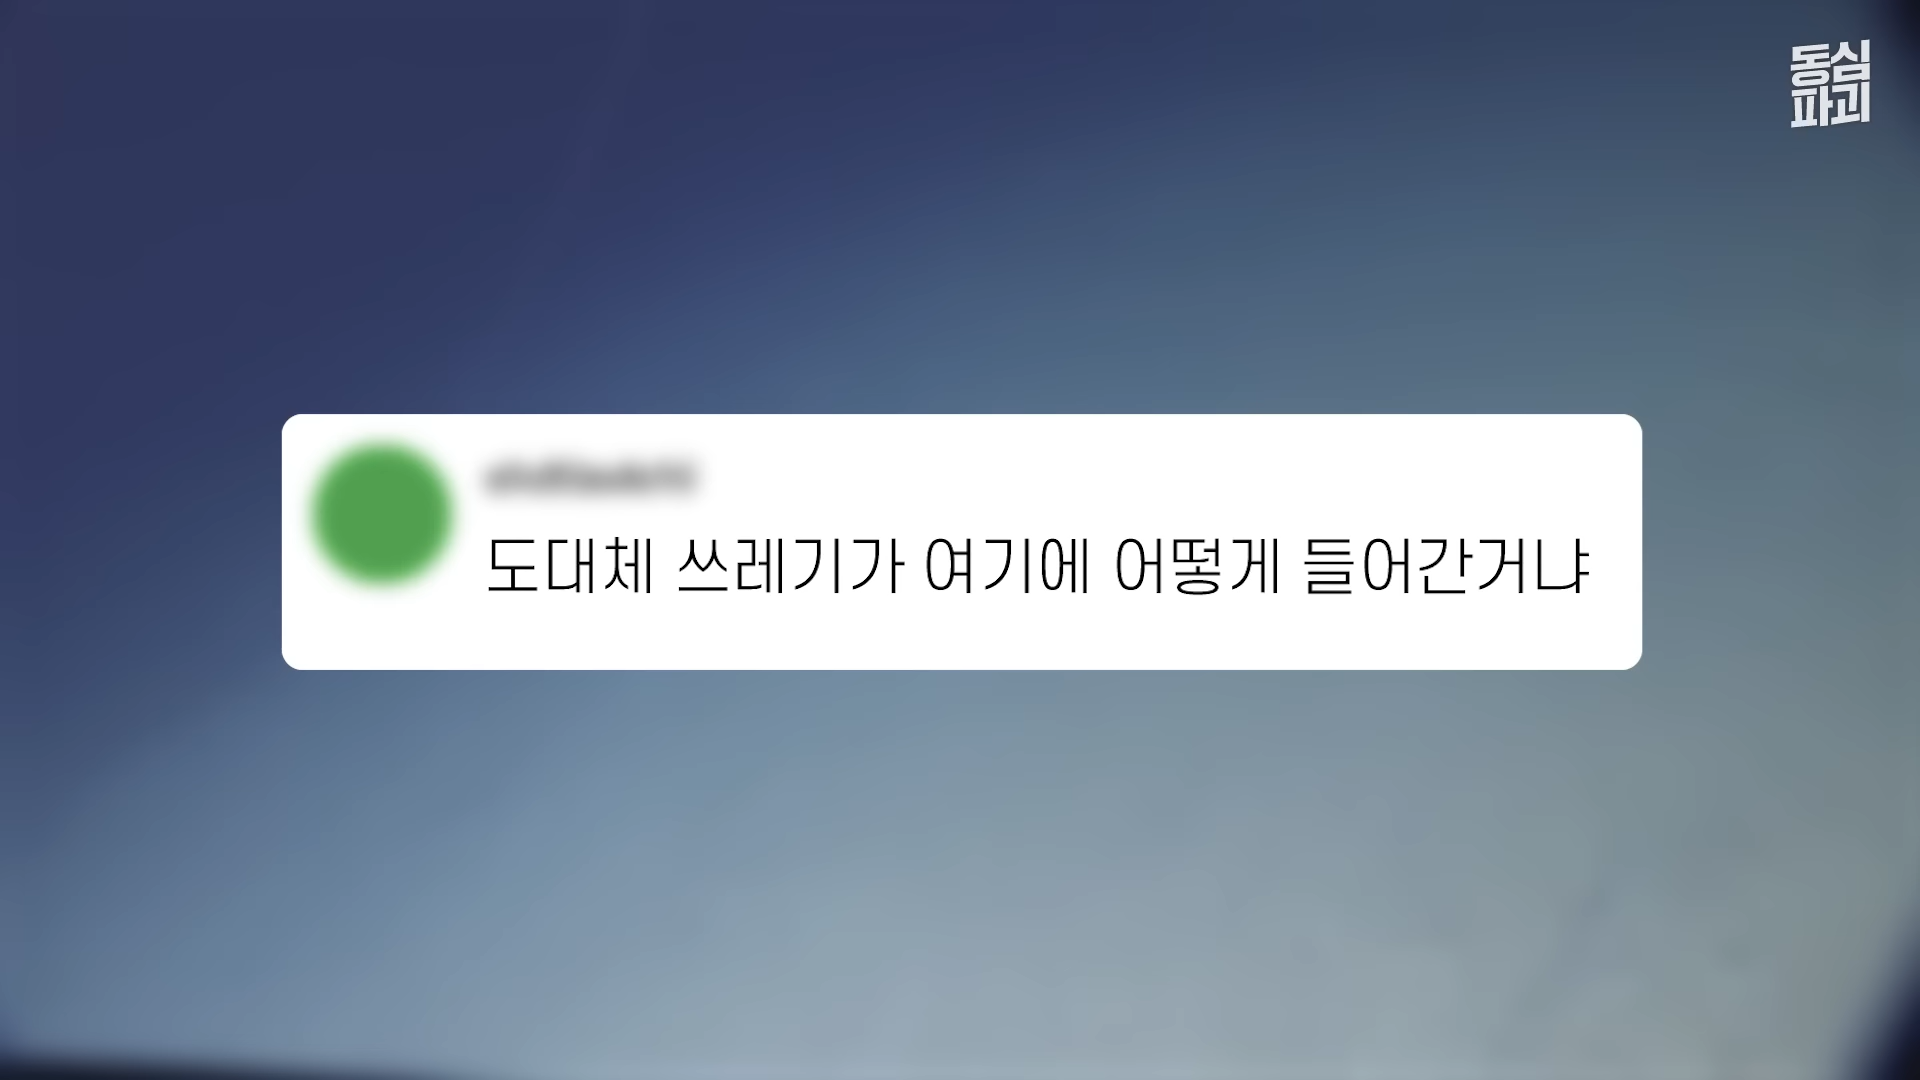 동심
파괴
도대체 쓰레기가 여기에 어떻게 들어간거냐